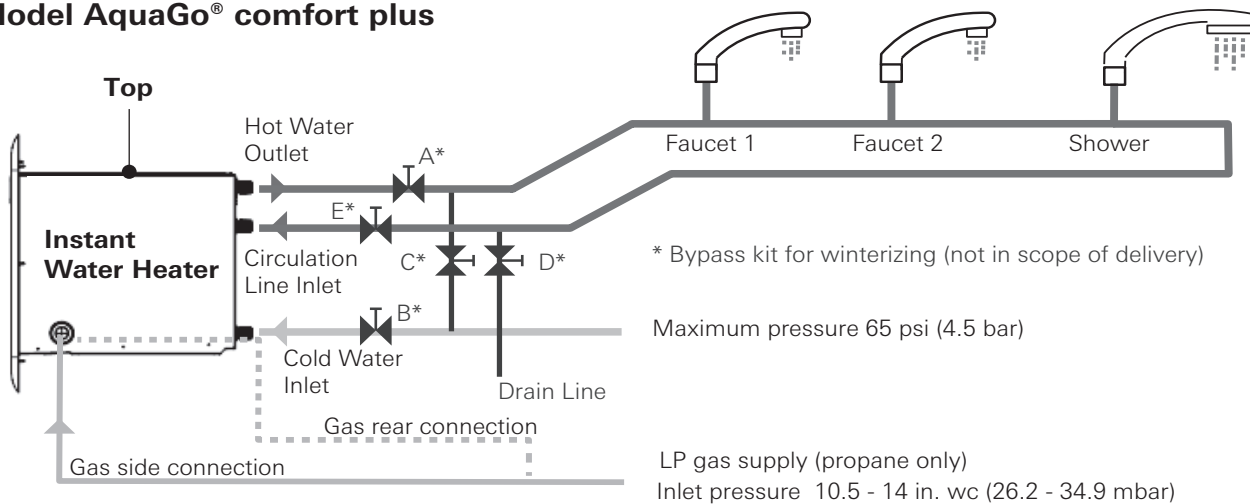 Model AquaGo® comfort plus
Top
Hot Water
Outlet
A*
Faucet 1
Faucet 2
Shower
Instant
Water Heater
E*
Circulation
Line Inlet
C*
D*
* Bypass kit for winterizing (not in scope of delivery)
B*
Maximum pressure 65 psi (4.5 bar)
Cold Water
Inlet
Drain Line
Gas rear connection
Gas side connection
LP gas supply (propane only)
Inlet pressure 10.5 - 14 in. wc (26.2 - 34.9 mbar)